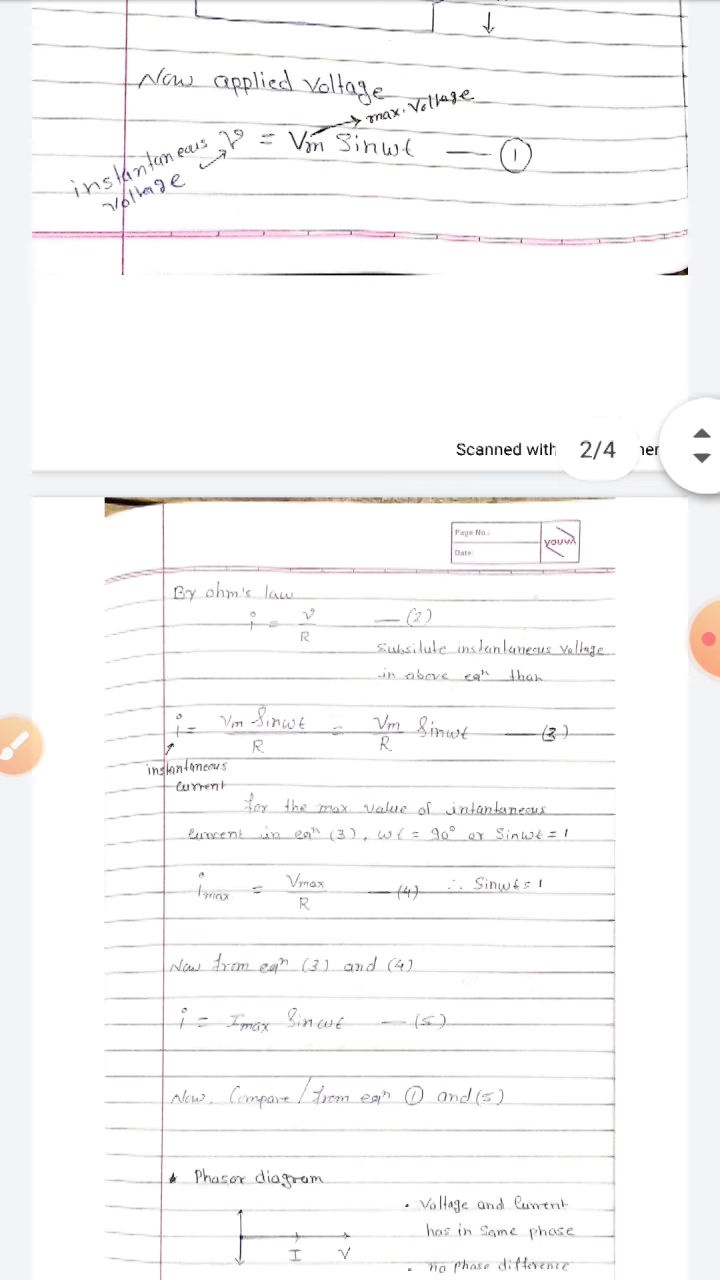 Now applied Voltage
→ max. Voltage
instantaneous v = Vm Sinωt — ①
voltage
Scanned with 2/4 ner
Page No.:
Date:
YOUVA
By ohm's law
i = v/R — (2)
Subsitute instantaneous voltage
in above eqn than
i = Vm Sinωt / R = Vm/R Sinωt — (3)
instantaneous
current
for the max value of intantaneous
Current in eqn (3), ωt = 90° or Sinωt = 1
imax = Vmax/R — (4) ∴ Sinωt = 1
Now from eqn (3) and (4)
i = Imax Sinωt — (5)
Now. Compare / from eqn ① and (5)
★ Phasor diagram
• Voltage and Current
has in same phase
I V
• no phase difference